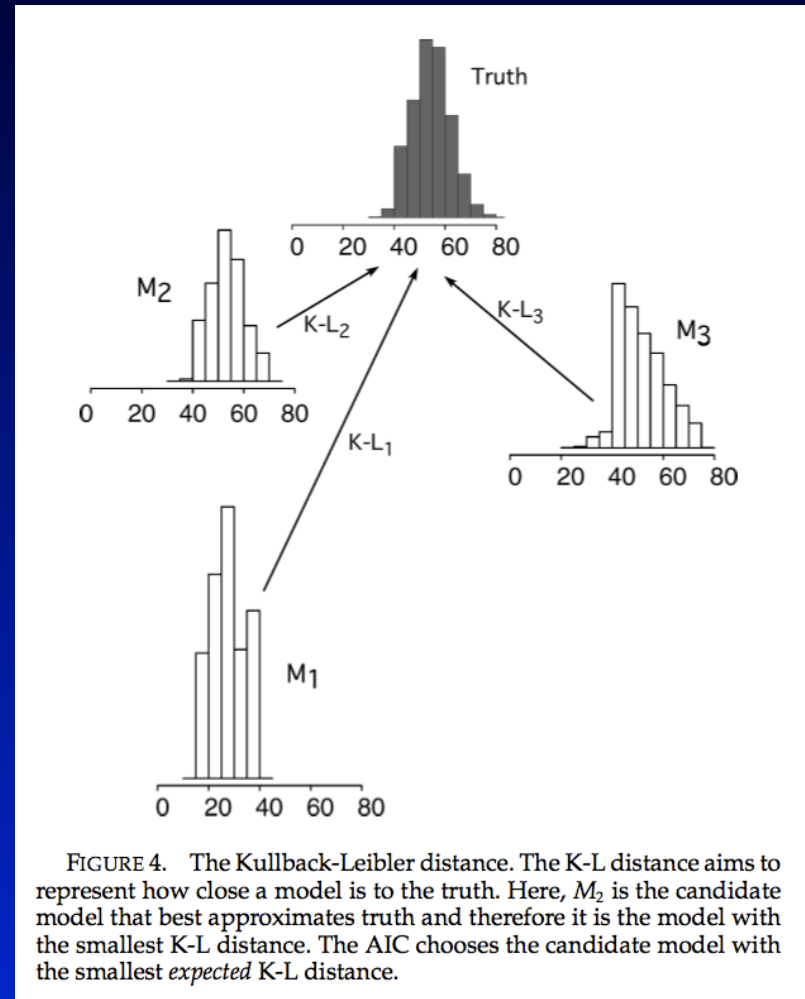 Truth
0 20 40 60 80
M2
K-L2
0 20 40 60 80
K-L3
M3
0 20 40 60 80
K-L1
M1
0 20 40 60 80
FIGURE 4. The Kullback-Leibler distance. The K-L distance aims to
represent how close a model is to the truth. Here, M2 is the candidate
model that best approximates truth and therefore it is the model with
the smallest K-L distance. The AIC chooses the candidate model with
the smallest expected K-L distance.